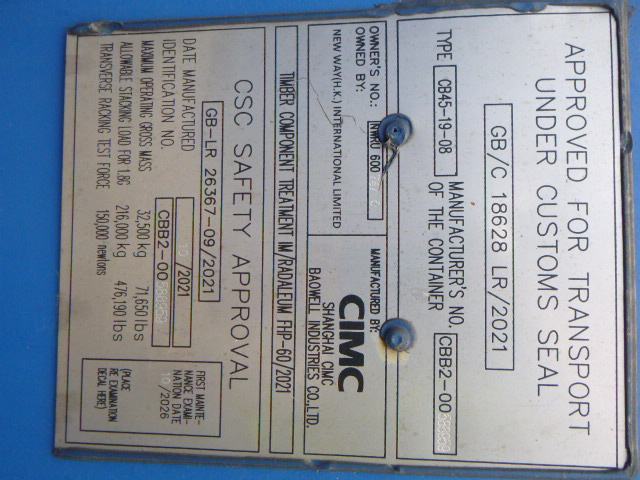 APPROVED FOR TRANSPORT
UNDER CUSTOMS SEAL
GB/C 18628 LR/2021
TYPE CB45-19-08
MANUFACTURER'S NO.
OF THE CONTAINER
CBB2-00
OWNER'S NO.: 600
OWNED BY:
NEW WAY(H.K.) INTERNATIONAL LIMITED
MANUFACTURED BY:
CIMC
SHANGHAI CIMC
BAOWELL INDUSTRIES CO.LTD.
TIMBER COMPONENT TREATMENT IM/RADALEUM FHP-60/2021
CSC SAFETY APPROVAL
GB-LR 26367-09/2021
DATE MANUFACTURED 10/2021
IDENTIFICATION NO. CBB2-00
MAXIMUM OPERATING GROSS MASS 32,500 kg 71,650 lbs
ALLOWABLE STACKING LOAD FOR 1.8G 216,000 kg 476,190 lbs
TRANSVERSE RACKING TEST FORCE 150,000 newtons
FIRST MAINTE-
NANCE EXAMI-
NATION DATE
10/2026
(PLACE
RE EXAMINATION
DECAL HERE)